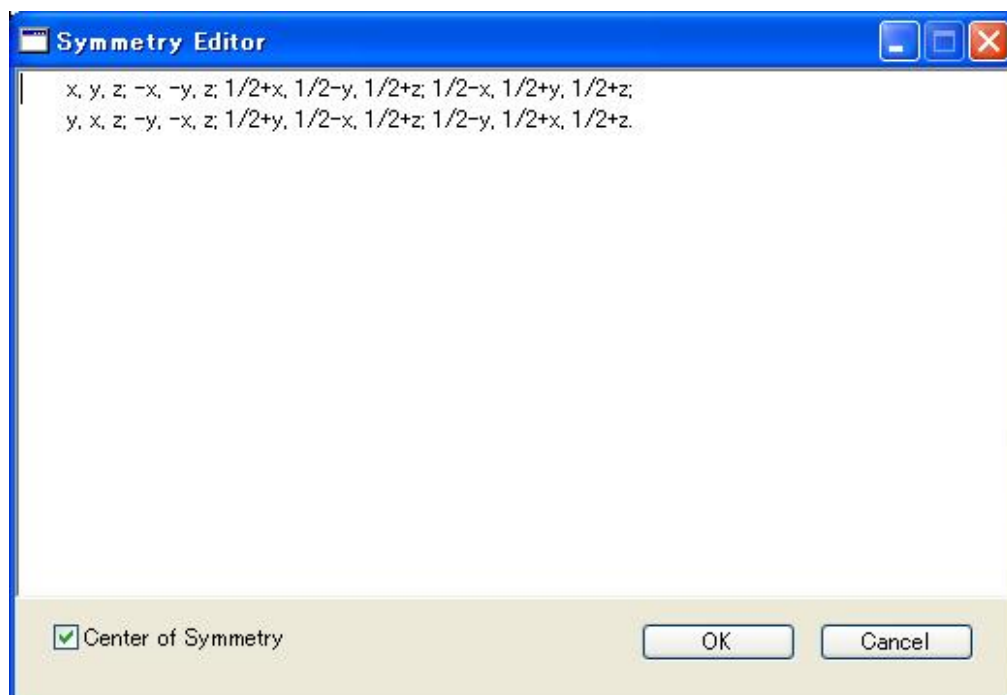 Symmetry Editor
x, y, z; -x, -y, z; 1/2+x, 1/2-y, 1/2+z; 1/2-x, 1/2+y, 1/2+z;
y, x, z; -y, -x, z; 1/2+y, 1/2-x, 1/2+z; 1/2-y, 1/2+x, 1/2+z.
Center of Symmetry
OK
Cancel